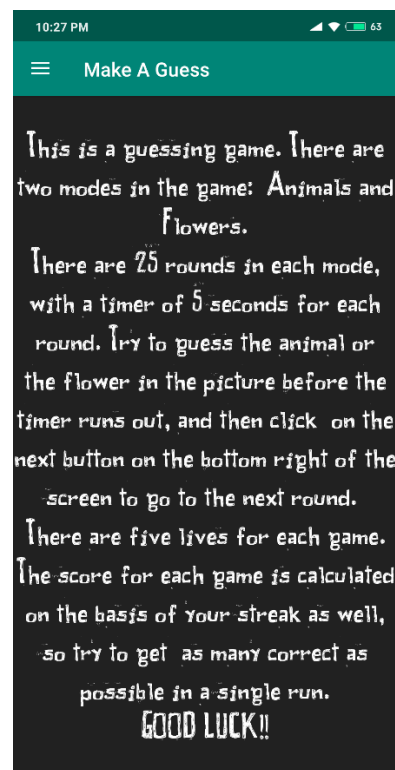 10:27 PM 63
Make A Guess
This is a guessing game. There are
two modes in the game: Animals and
Flowers.
There are 25 rounds in each mode,
with a timer of 5 seconds for each
round. Try to guess the animal or
the flower in the picture before the
timer runs out, and then click on the
next button on the bottom right of the
screen to go to the next round.
There are five lives for each game.
The score for each game is calculated
on the basis of your streak as well,
so try to get as many correct as
possible in a single run.
GOOD LUCK!!